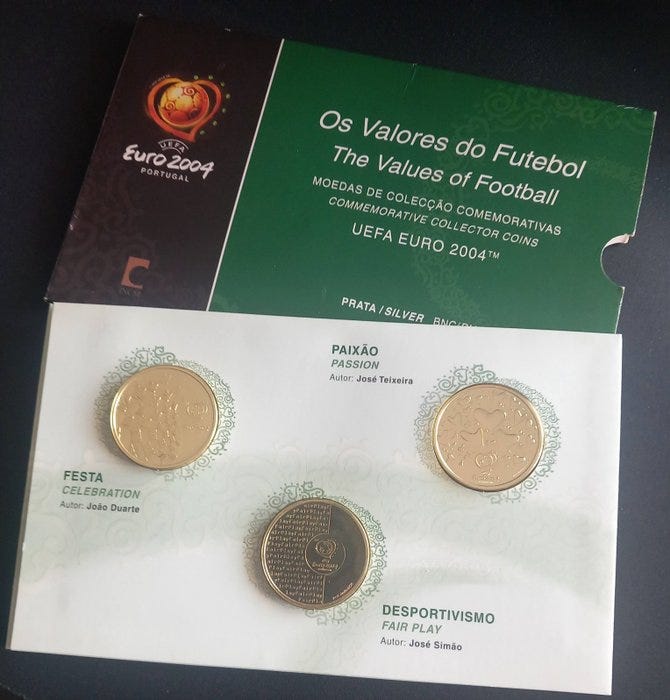 UEFA
Euro 2004
PORTUGAL
INCM
Os Valores do Futebol
The Values of Football
MOEDAS DE COLECÇÃO COMEMORATIVAS
COMMEMORATIVE COLLECTOR COINS
UEFA EURO 2004™
PRATA / SILVER
PAIXÃO
PASSION
Autor: José Teixeira
FESTA
CELEBRATION
Autor: João Duarte
DESPORTIVISMO
FAIR PLAY
Autor: José Simão